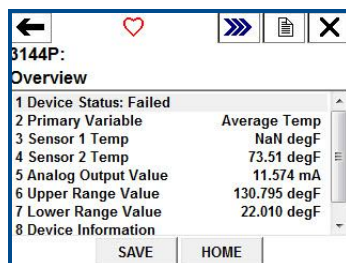 3144P:
Overview
1 Device Status: Failed
2 Primary Variable Average Temp
3 Sensor 1 Temp NaN degF
4 Sensor 2 Temp 73.51 degF
5 Analog Output Value 11.574 mA
6 Upper Range Value 130.795 degF
7 Lower Range Value 22.010 degF
8 Device Information
SAVE HOME